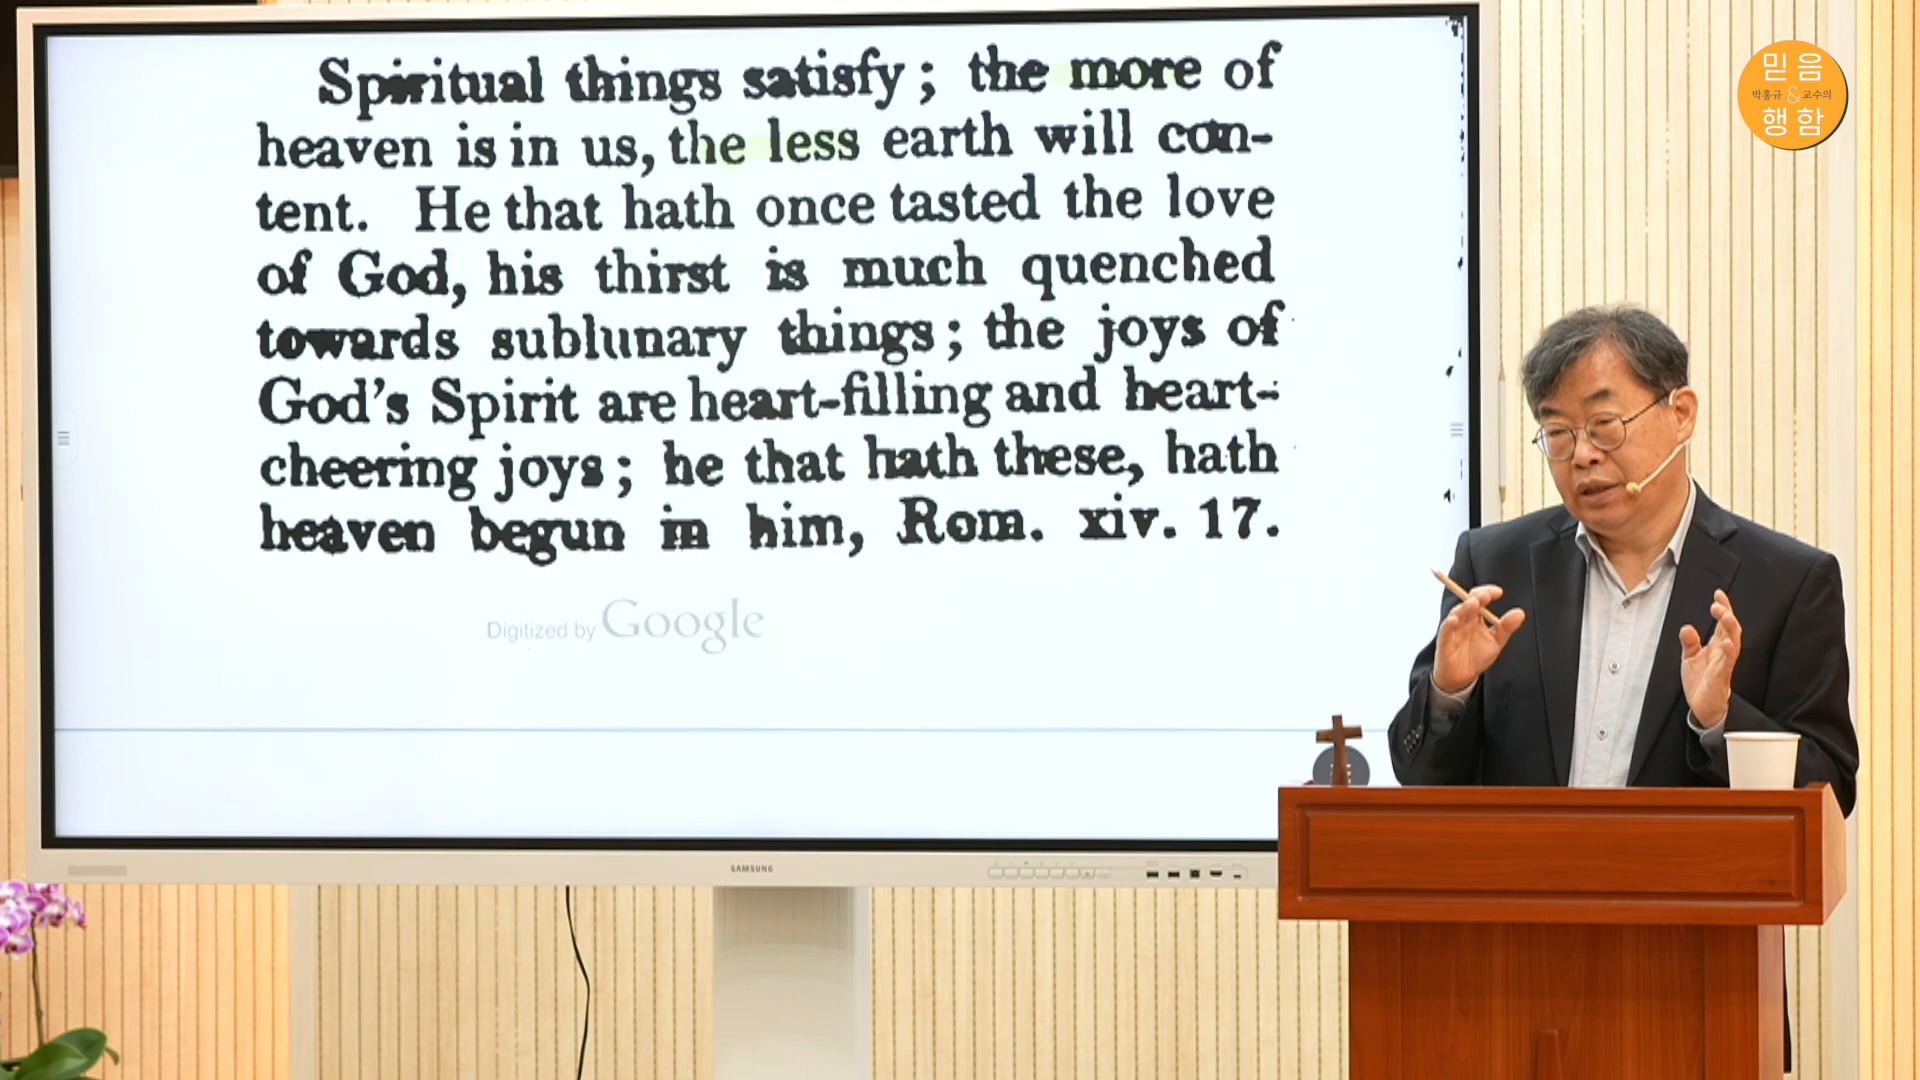 Spiritual things satisfy; the more of
heaven is in us, the less earth will con-
tent. He that hath once tasted the love
of God, his thirst is much quenched
towards sublunary things; the joys of
God's Spirit are heart-filling and heart-
cheering joys; he that hath these, hath
heaven begun in him, Rom. xiv. 17.
Digitized by Google
SAMSUNG
믿음
박홍규 & 교수의
행함